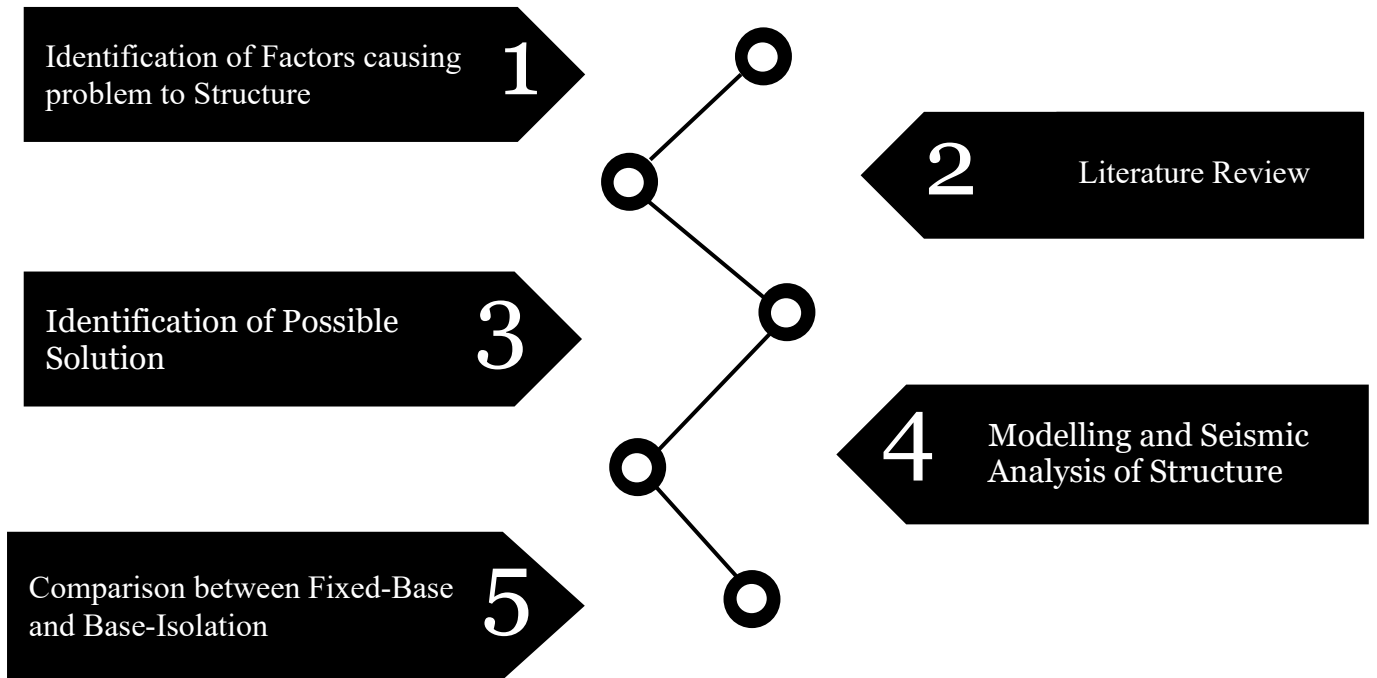 Identification of Factors causing
problem to Structure
1
2
Literature Review
Identification of Possible
Solution
3
4
Modelling and Seismic
Analysis of Structure
Comparison between Fixed-Base
and Base-Isolation
5